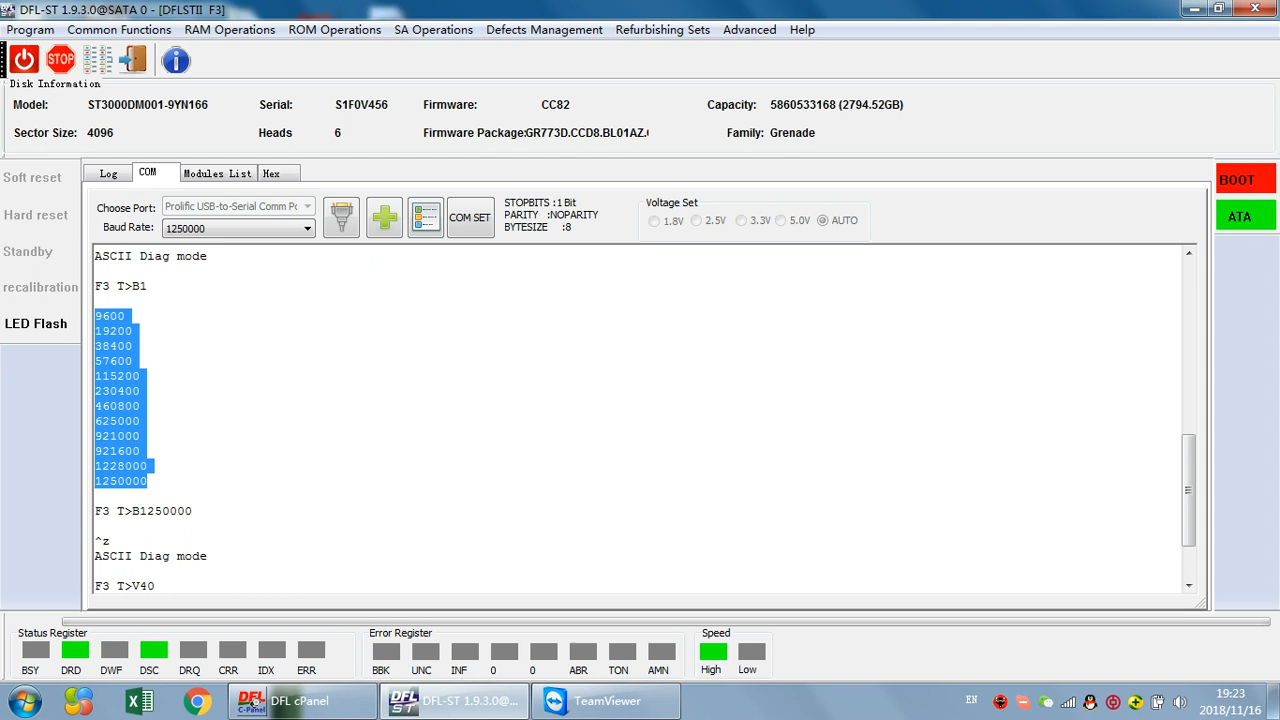 DFL-ST 1.9.3.0@SATA 0 - [DFLSTII F3]
Program Common Functions RAM Operations ROM Operations SA Operations Defects Management Refurbishing Sets Advanced Help
STOP
Disk Information
Model: ST3000DM001-9YN166 Serial: S1F0V456 Firmware: CC82 Capacity: 5860533168 (2794.52GB)
Sector Size: 4096 Heads 6 Firmware Package:GR773D.CCD8.BL01AZ. Family: Grenade
Soft reset
Hard reset
Standby
recalibration
LED Flash
Log COM Modules List Hex
Choose Port: Prolific USB-to-Serial Comm Po
Baud Rate: 1250000
COM SET
STOPBITS :1 Bit
PARITY :NOPARITY
BYTESIZE :8
Voltage Set
1.8V 2.5V 3.3V 5.0V AUTO
BOOT
ATA
ASCII Diag mode
F3 T>B1
9600
19200
38400
57600
115200
230400
460800
625000
921000
921600
1228000
1250000
F3 T>B1250000
^z
ASCII Diag mode
F3 T>V40
Status Register Error Register Speed
BSY DRD DWF DSC DRQ CRR IDX ERR BBK UNC INF 0 0 ABR TON AMN High Low
DFL C-Panel DFL cPanel DFL ST DFL-ST 1.9.3.0@... TeamViewer EN 19:23
2018/11/16